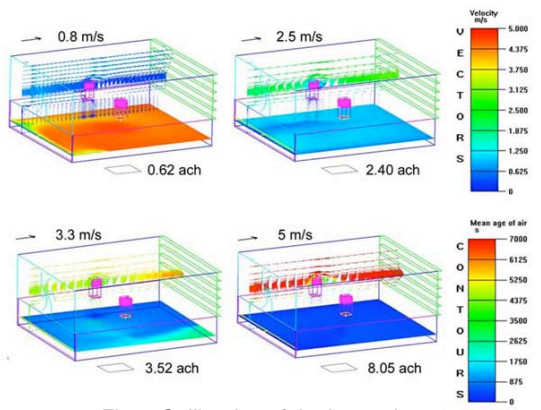 0.8 m/s
2.5 m/s
Velocity
m/s
VECTORS
5.000
4.375
3.750
3.125
2.500
1.875
1.250
0.625
0
0.62 ach
2.40 ach
3.3 m/s
5 m/s
Mean age of air
s
CONTOURS
7000
6125
5250
4375
3500
2625
1750
875
0
3.52 ach
8.05 ach